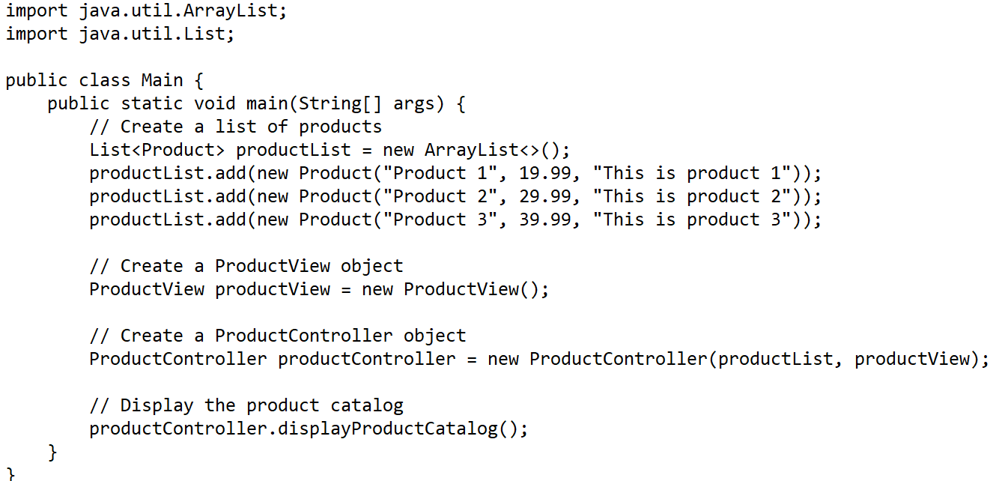 import java.util.ArrayList;
import java.util.List;

public class Main {
    public static void main(String[] args) {
        // Create a list of products
        List<Product> productList = new ArrayList<>();
        productList.add(new Product("Product 1", 19.99, "This is product 1"));
        productList.add(new Product("Product 2", 29.99, "This is product 2"));
        productList.add(new Product("Product 3", 39.99, "This is product 3"));

        // Create a ProductView object
        ProductView productView = new ProductView();

        // Create a ProductController object
        ProductController productController = new ProductController(productList, productView);

        // Display the product catalog
        productController.displayProductCatalog();
    }
}